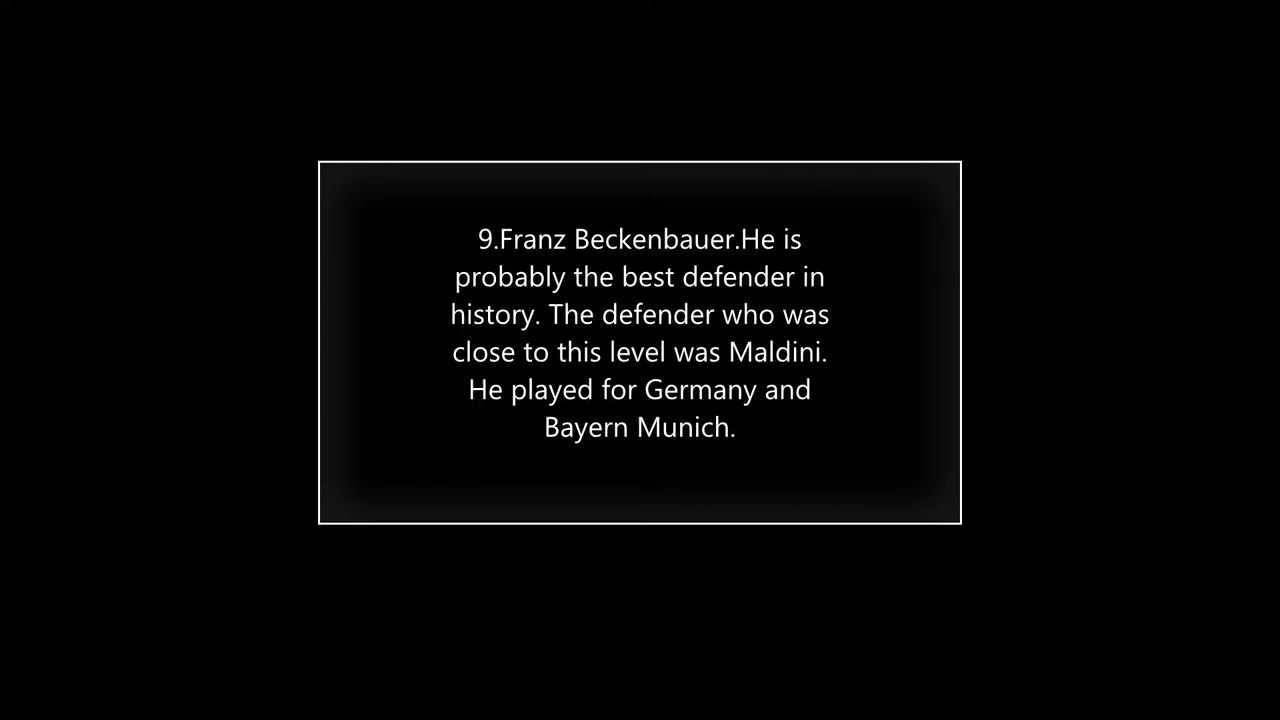 9.Franz Beckenbauer.He is
probably the best defender in
history. The defender who was
close to this level was Maldini.
He played for Germany and
Bayern Munich.